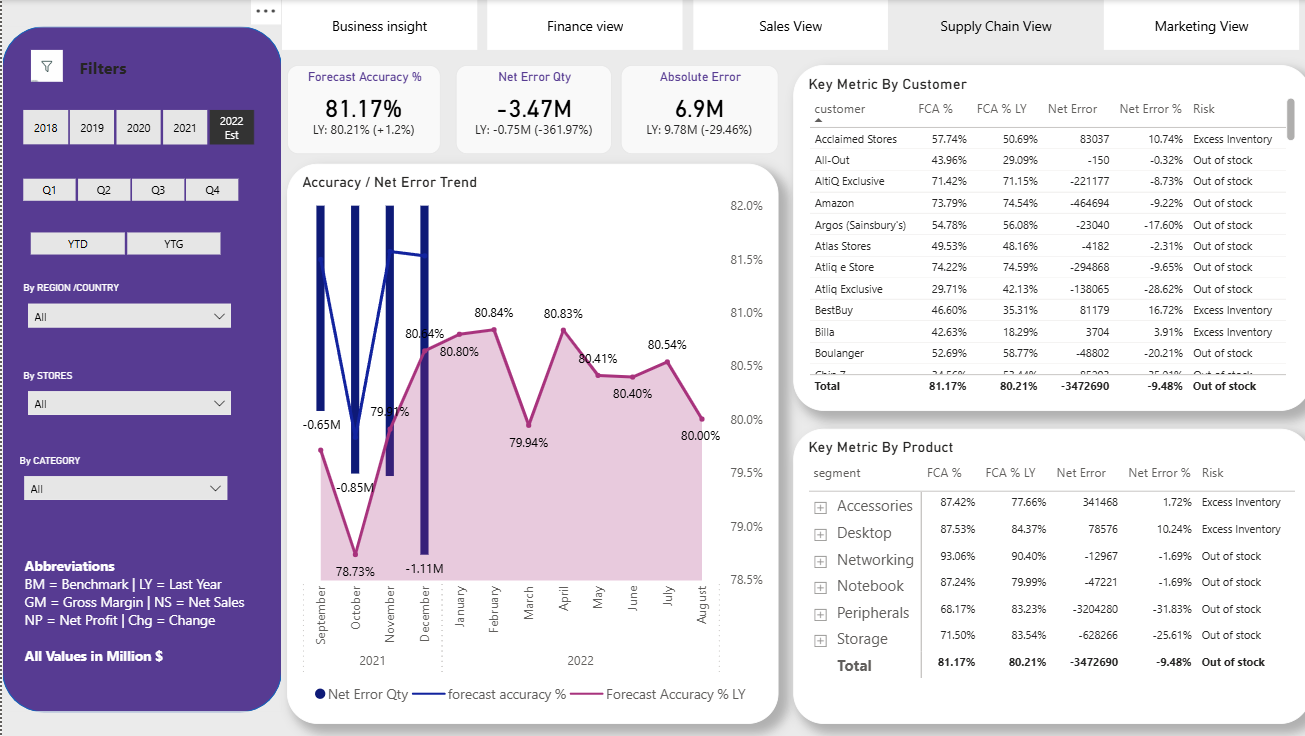 Business insight
Finance view
Sales View
Supply Chain View
Marketing View
Filters
2018
2019
2020
2021
2022
Est
Q1
Q2
Q3
Q4
YTD
YTG
By REGION /COUNTRY
All
By STORES
All
By CATEGORY
All
Abbreviations
BM = Benchmark | LY = Last Year
GM = Gross Margin | NS = Net Sales
NP = Net Profit | Chg = Change
All Values in Million $
Forecast Accuracy %
81.17%
LY: 80.21% (+1.2%)
Net Error Qty
-3.47M
LY: -0.75M (-361.97%)
Absolute Error
6.9M
LY: 9.78M (-29.46%)
Accuracy / Net Error Trend
82.0%
81.5%
81.0%
80.5%
80.0%
79.5%
79.0%
78.5%
-0.65M
-0.85M
-1.11M
78.73%
79.91%
80.64%
80.80%
80.84%
79.94%
80.83%
80.41%
80.40%
80.54%
80.00%
September
October
November
December
January
February
March
April
May
June
July
August
2021
2022
Net Error Qty
forecast accuracy %
Forecast Accuracy % LY
Key Metric By Customer
customer FCA % FCA % LY Net Error Net Error % Risk
Acclaimed Stores 57.74% 50.69% 83037 10.74% Excess Inventory
All-Out 43.96% 29.09% -150 -0.32% Out of stock
AltiQ Exclusive 71.42% 71.15% -221177 -8.73% Out of stock
Amazon 73.79% 74.54% -464694 -9.22% Out of stock
Argos (Sainsbury's) 54.78% 56.08% -23040 -17.60% Out of stock
Atlas Stores 49.53% 48.16% -4182 -2.31% Out of stock
Atliq e Store 74.22% 74.59% -294868 -9.65% Out of stock
Atliq Exclusive 29.71% 42.13% -138065 -28.62% Out of stock
BestBuy 46.60% 35.31% 81179 16.72% Excess Inventory
Billa 42.63% 18.29% 3704 3.91% Excess Inventory
Boulanger 52.69% 58.77% -48802 -20.21% Out of stock
Total 81.17% 80.21% -3472690 -9.48% Out of stock
Key Metric By Product
segment FCA % FCA % LY Net Error Net Error % Risk
Accessories 87.42% 77.66% 341468 1.72% Excess Inventory
Desktop 87.53% 84.37% 78576 10.24% Excess Inventory
Networking 93.06% 90.40% -12967 -1.69% Out of stock
Notebook 87.24% 79.99% -47221 -1.69% Out of stock
Peripherals 68.17% 83.23% -3204280 -31.83% Out of stock
Storage 71.50% 83.54% -628266 -25.61% Out of stock
Total 81.17% 80.21% -3472690 -9.48% Out of stock